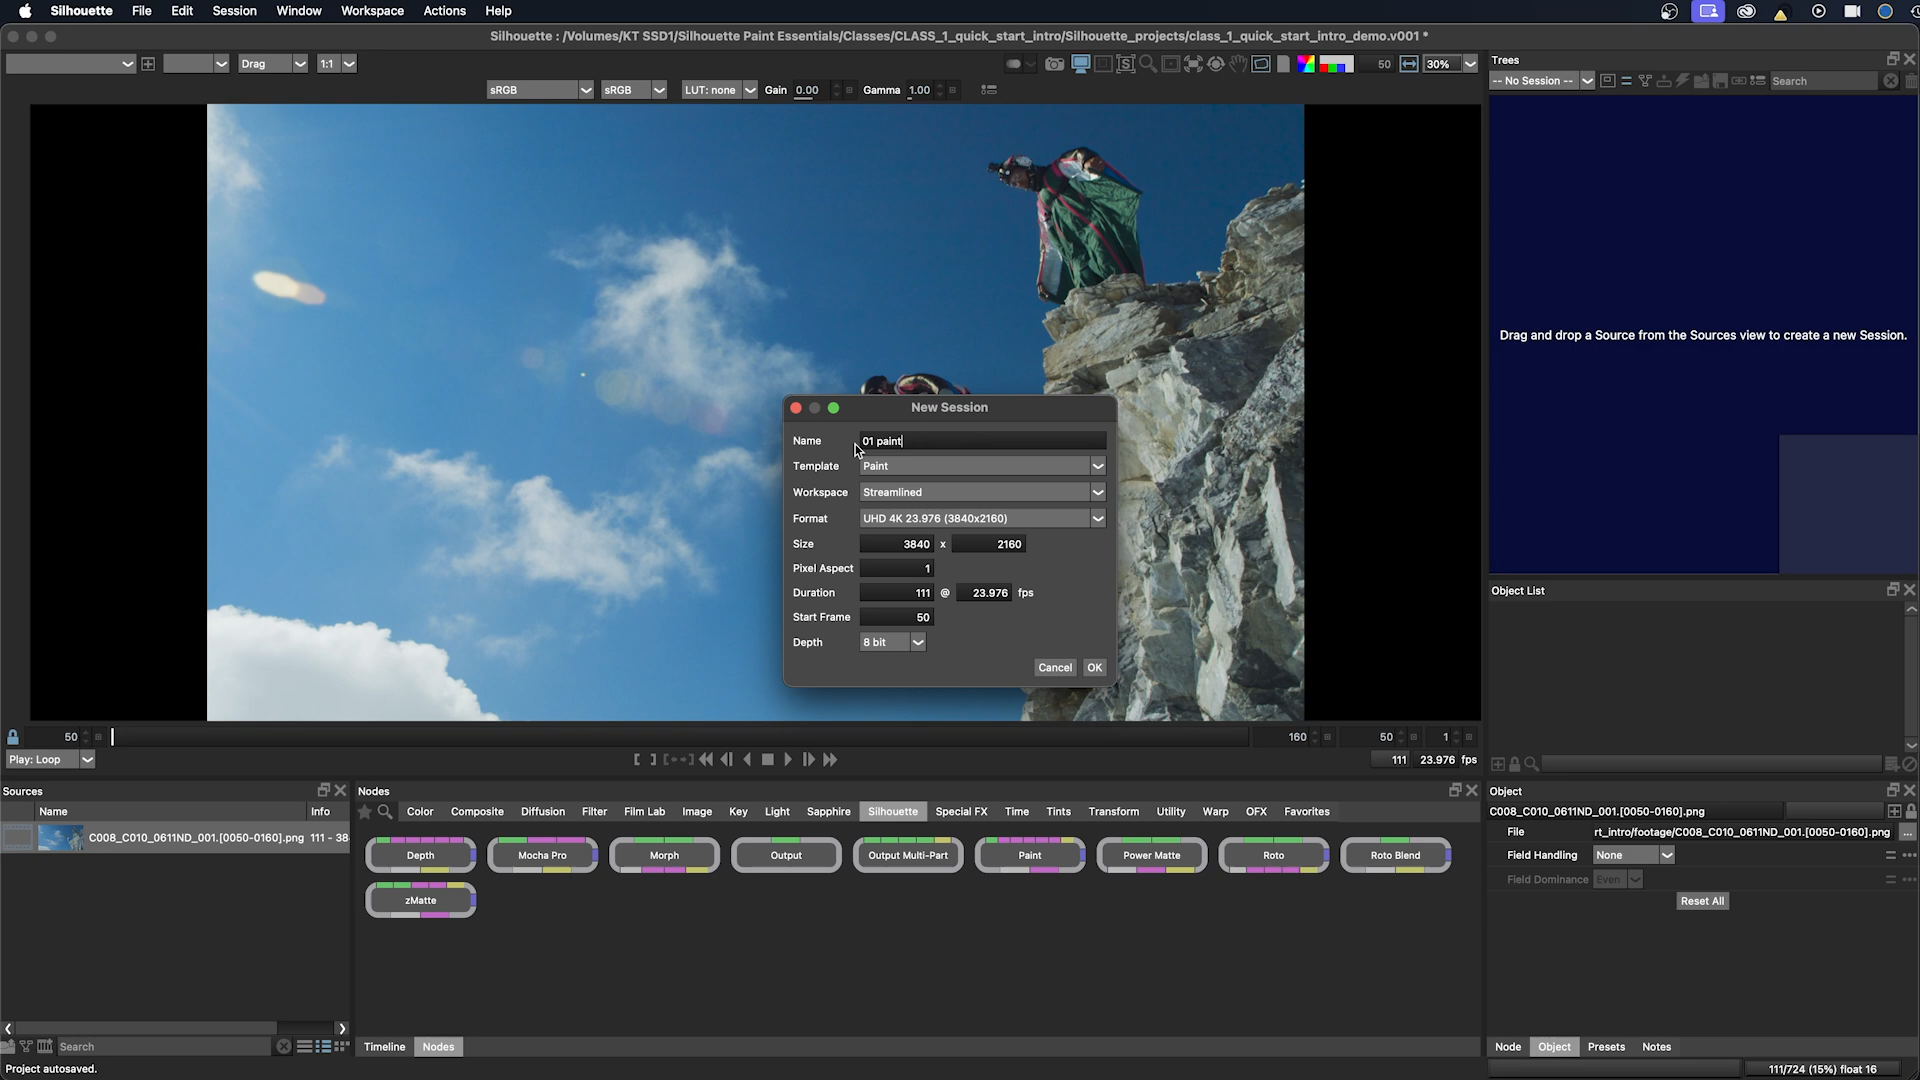 Silhouette File Edit Session Window Workspace Actions Help
Silhouette : /Volumes/KT SSD1/Silhouette Paint Essentials/Classes/CLASS_1_quick_start_intro/Silhouette_projects/class_1_quick_start_intro_demo.v001 *
Drag 1:1 50 30%
sRGB sRGB LUT: none Gain 0.00 Gamma 1.00
Trees
-- No Session -- Search
Drag and drop a Source from the Sources view to create a new Session.
New Session
Name 01 paint
Template Paint
Workspace Streamlined
Format UHD 4K 23.976 (3840x2160)
Size 3840 x 2160
Pixel Aspect 1
Duration 111 @ 23.976 fps
Start Frame 50
Depth 8 bit
Cancel OK
Object List
50 160 50 1
Play: Loop 111 23.976 fps
Sources
Name Info
C008_C010_0611ND_001.[0050-0160].png 111 - 38
Search
Nodes
Color Composite Diffusion Filter Film Lab Image Key Light Sapphire Silhouette Special FX Time Tints Transform Utility Warp OFX Favorites
Depth Mocha Pro Morph Output Output Multi-Part Paint Power Matte Roto Roto Blend
zMatte
Timeline Nodes
Object
C008_C010_0611ND_001.[0050-0160].png
File rt_intro/footage/C008_C010_0611ND_001.[0050-0160].png ...
Field Handling None
Field Dominance Even
Reset All
Node Object Presets Notes
Project autosaved.
111/724 (15%) float 16